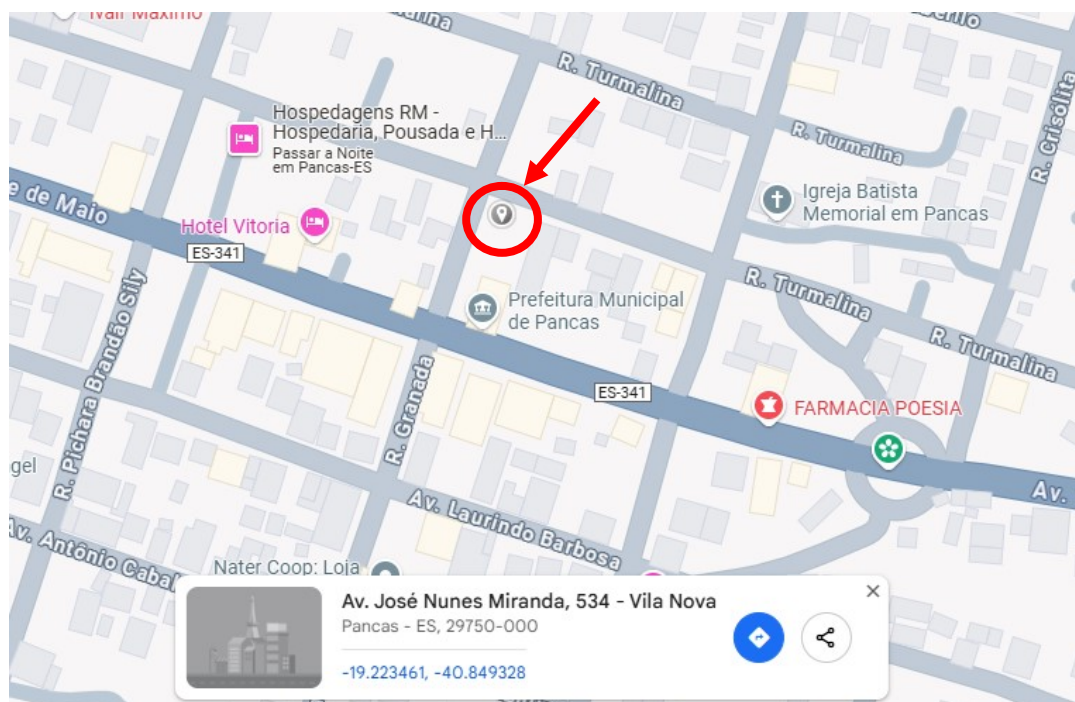 Ivair Máximo
R. Turmalina
Hospedagens RM -
Hospedaria, Pousada e H...
Passar a Noite
em Pancas-ES
R. Turmalina
R. Crisólita
Igreja Batista
Memorial em Pancas
e de Maio
Hotel Vitoria
ES-341
R. Pichara Brandão Sily
Prefeitura Municipal
de Pancas
R. Turmalina
R. Turmalina
ES-341
FARMACIA POESIA
R. Granada
gel
Av.
Av. Laurindo Barbosa
Av. Antônio Cabal
Nater Coop: Loja
Av. José Nunes Miranda, 534 - Vila Nova
Pancas - ES, 29750-000
-19.223461, -40.849328